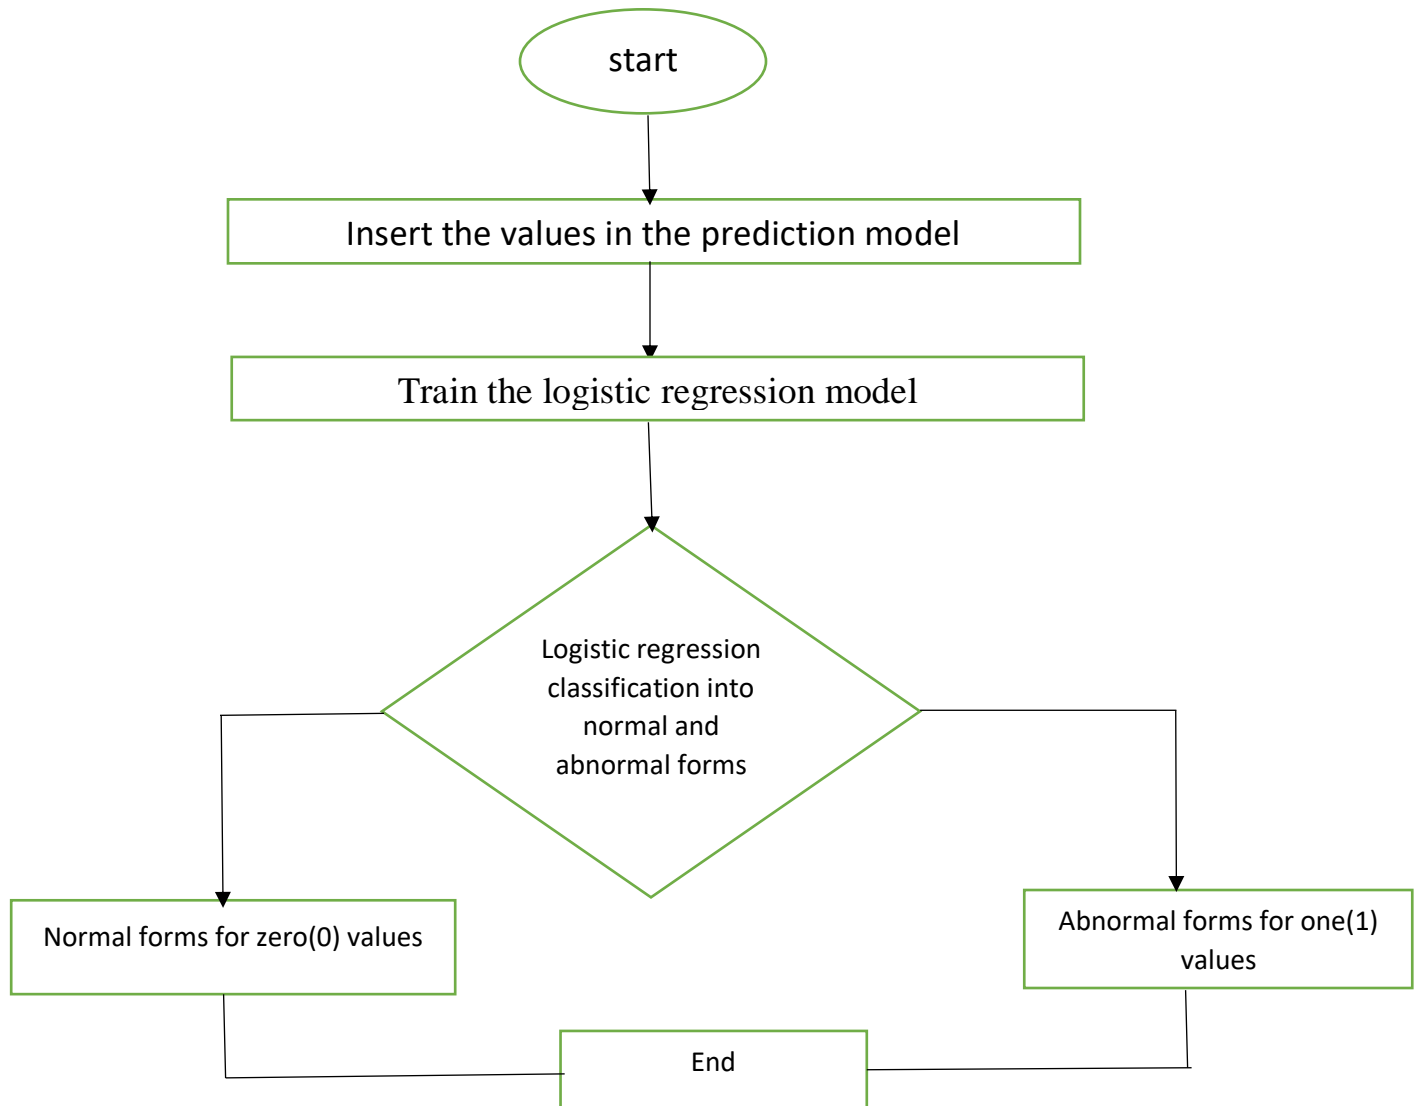 start
Insert the values in the prediction model
Train the logistic regression model
Logistic regression
classification into
normal and
abnormal forms
Normal forms for zero(0) values
Abnormal forms for one(1)
values
End